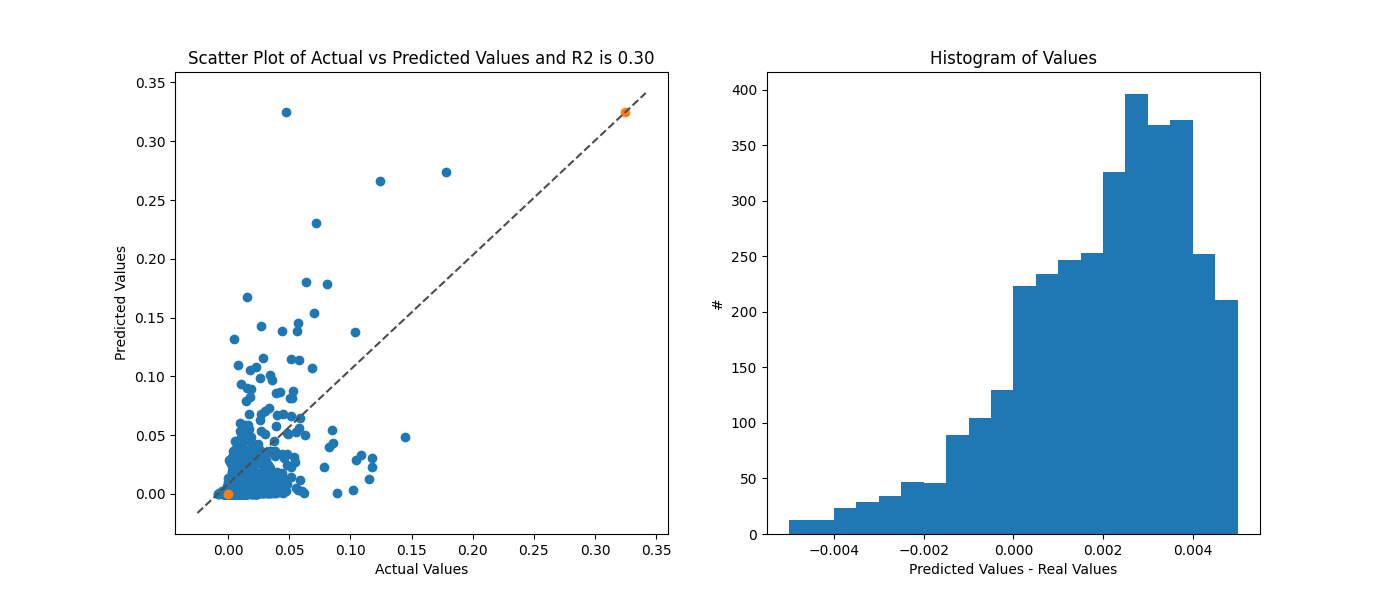 Scatter Plot of Actual vs Predicted Values and R2 is 0.30
0.35
0.30
0.25
0.20
0.15
0.10
0.05
0.00
Predicted Values
0.00 0.05 0.10 0.15 0.20 0.25 0.30 0.35
Actual Values
Histogram of Values
400
350
300
250
200
150
100
50
0
#
−0.004 −0.002 0.000 0.002 0.004
Predicted Values - Real Values